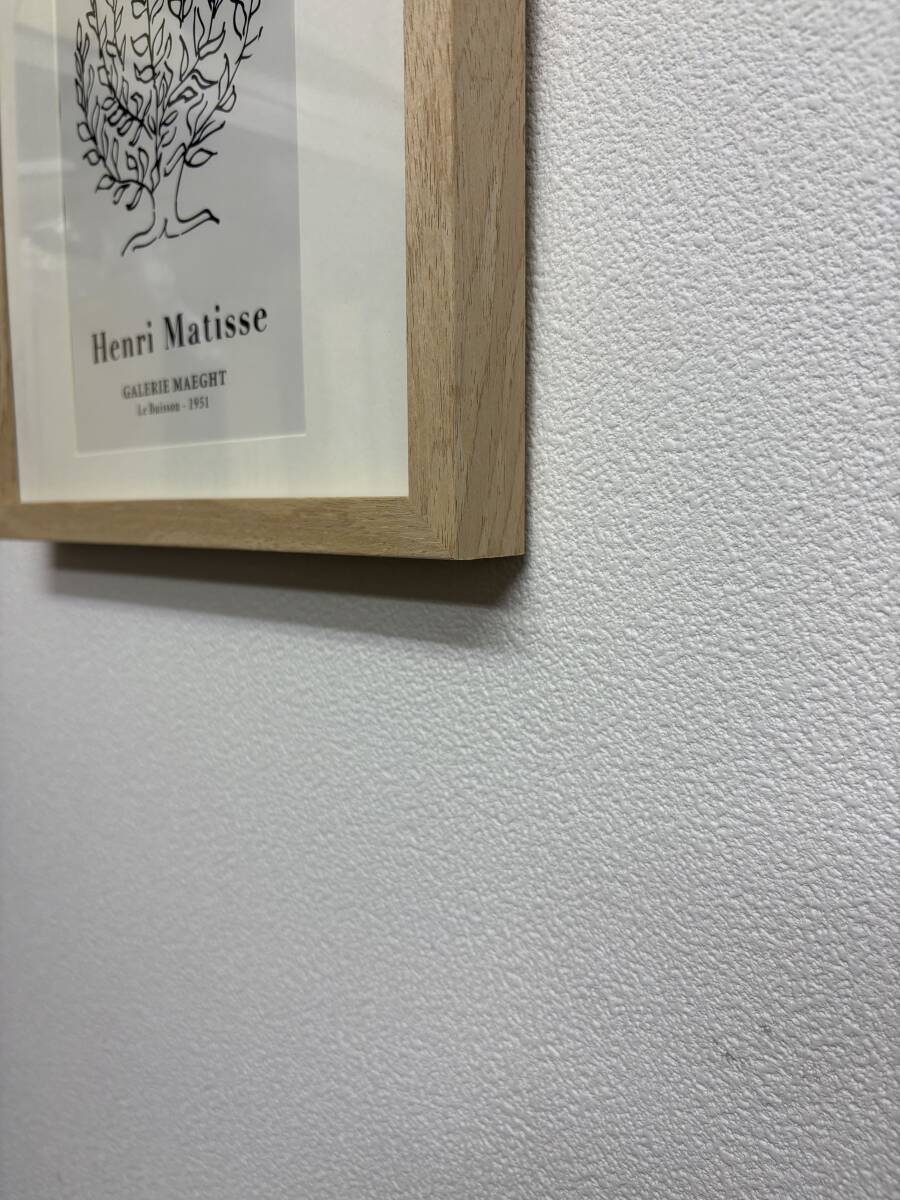 Henri Matisse
GALERIE MAEGHT
Le Buisson - 1951